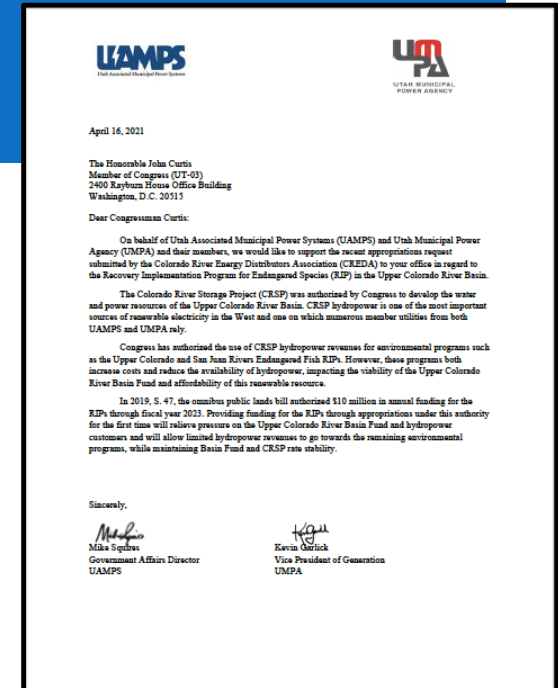 UAMPS
Utah Associated Municipal Power Systems
UMPA
UTAH MUNICIPAL
POWER AGENCY
April 16, 2021
The Honorable John Curtis
Member of Congress (UT-03)
2400 Rayburn House Office Building
Washington, D.C. 20515
Dear Congressman Curtis:
On behalf of Utah Associated Municipal Power Systems (UAMPS) and Utah Municipal Power
Agency (UMPA) and their members, we would like to support the recent appropriations request
submitted by the Colorado River Energy Distributors Association (CREDA) to your office in regard to
the Recovery Implementation Program for Endangered Species (RIP) in the Upper Colorado River Basin.
The Colorado River Storage Project (CRSP) was authorized by Congress to develop the water
and power resources of the Upper Colorado River Basin. CRSP hydropower is one of the most important
sources of renewable electricity in the West and one on which numerous member utilities from both
UAMPS and UMPA rely.
Congress has authorized the use of CRSP hydropower revenues for environmental programs such
as the Upper Colorado and San Juan Rivers Endangered Fish RIPs. However, these programs both
increase costs and reduce the availability of hydropower, impacting the viability of the Upper Colorado
River Basin Fund and affordability of this renewable resource.
In 2019, S. 47, the omnibus public lands bill authorized $10 million in annual funding for the
RIPs through fiscal year 2023. Providing funding for the RIPs through appropriations under this authority
for the first time will relieve pressure on the Upper Colorado River Basin Fund and hydropower
customers and will allow limited hydropower revenues to go towards the remaining environmental
programs, while maintaining Basin Fund and CRSP rate stability.
Sincerely,
Mike Squires
Kevin Garlick
Government Affairs Director
Vice President of Generation
UAMPS
UMPA